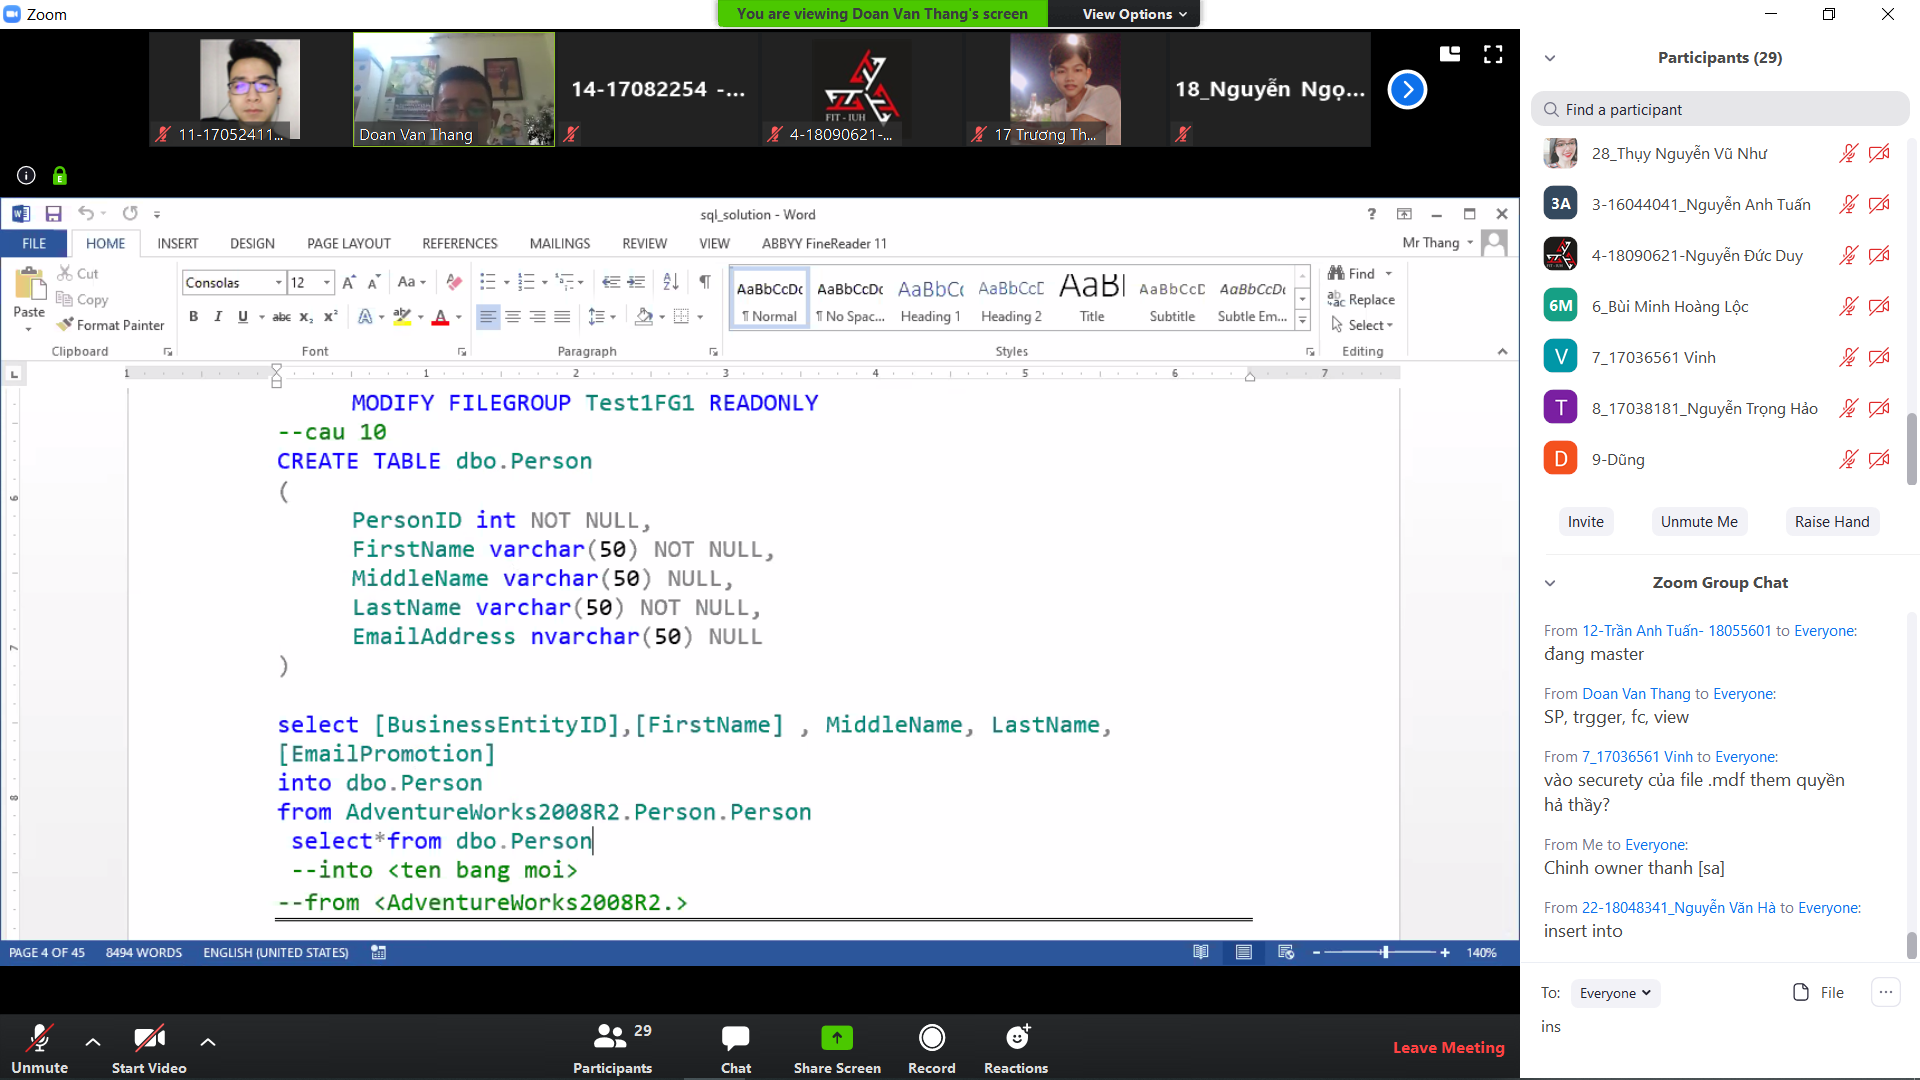 Zoom
You are viewing Doan Van Thang's screen
View Options
11-17052411...
Doan Van Thang
14-17082254 -...
FIT - IUH
4-18090621-...
17 Trương Th...
18_Nguyễn Ngọ...
sql_solution - Word
FILE HOME INSERT DESIGN PAGE LAYOUT REFERENCES MAILINGS REVIEW VIEW ABBYY FineReader 11
Mr Thang
Paste
Cut
Copy
Format Painter
Clipboard
Consolas 12
Font
Paragraph
AaBbCcDc AaBbCcDc AaBbCc AaBbCcC AaBl AaBbCcC AaBbCcDc
¶ Normal ¶ No Spac... Heading 1 Heading 2 Title Subtitle Subtle Em...
Styles
Find
Replace
Select
Editing
1 1 2 3 4 5 6 7
MODIFY FILEGROUP Test1FG1 READONLY
--cau 10
CREATE TABLE dbo.Person
(
PersonID int NOT NULL,
FirstName varchar(50) NOT NULL,
MiddleName varchar(50) NULL,
LastName varchar(50) NOT NULL,
EmailAddress nvarchar(50) NULL
)
select [BusinessEntityID],[FirstName] , MiddleName, LastName,
[EmailPromotion]
into dbo.Person
from AdventureWorks2008R2.Person.Person
select*from dbo.Person
--into <ten bang moi>
--from <AdventureWorks2008R2.>
PAGE 4 OF 45 8494 WORDS ENGLISH (UNITED STATES)
140%
Unmute
Start Video
29
Participants
Chat
Share Screen
Record
Reactions
Leave Meeting
Participants (29)
Find a participant
28_Thụy Nguyễn Vũ Như
3A 3-16044041_Nguyễn Anh Tuấn
4-18090621-Nguyễn Đức Duy
6M 6_Bùi Minh Hoàng Lộc
V 7_17036561 Vinh
T 8_17038181_Nguyễn Trọng Hảo
D 9-Dũng
Invite
Unmute Me
Raise Hand
Zoom Group Chat
From 12-Trần Anh Tuấn- 18055601 to Everyone:
đang master
From Doan Van Thang to Everyone:
SP, trgger, fc, view
From 7_17036561 Vinh to Everyone:
vào securety của file .mdf them quyền
hả thầy?
From Me to Everyone:
Chinh owner thanh [sa]
From 22-18048341_Nguyễn Văn Hà to Everyone:
insert into
To: Everyone
File
ins